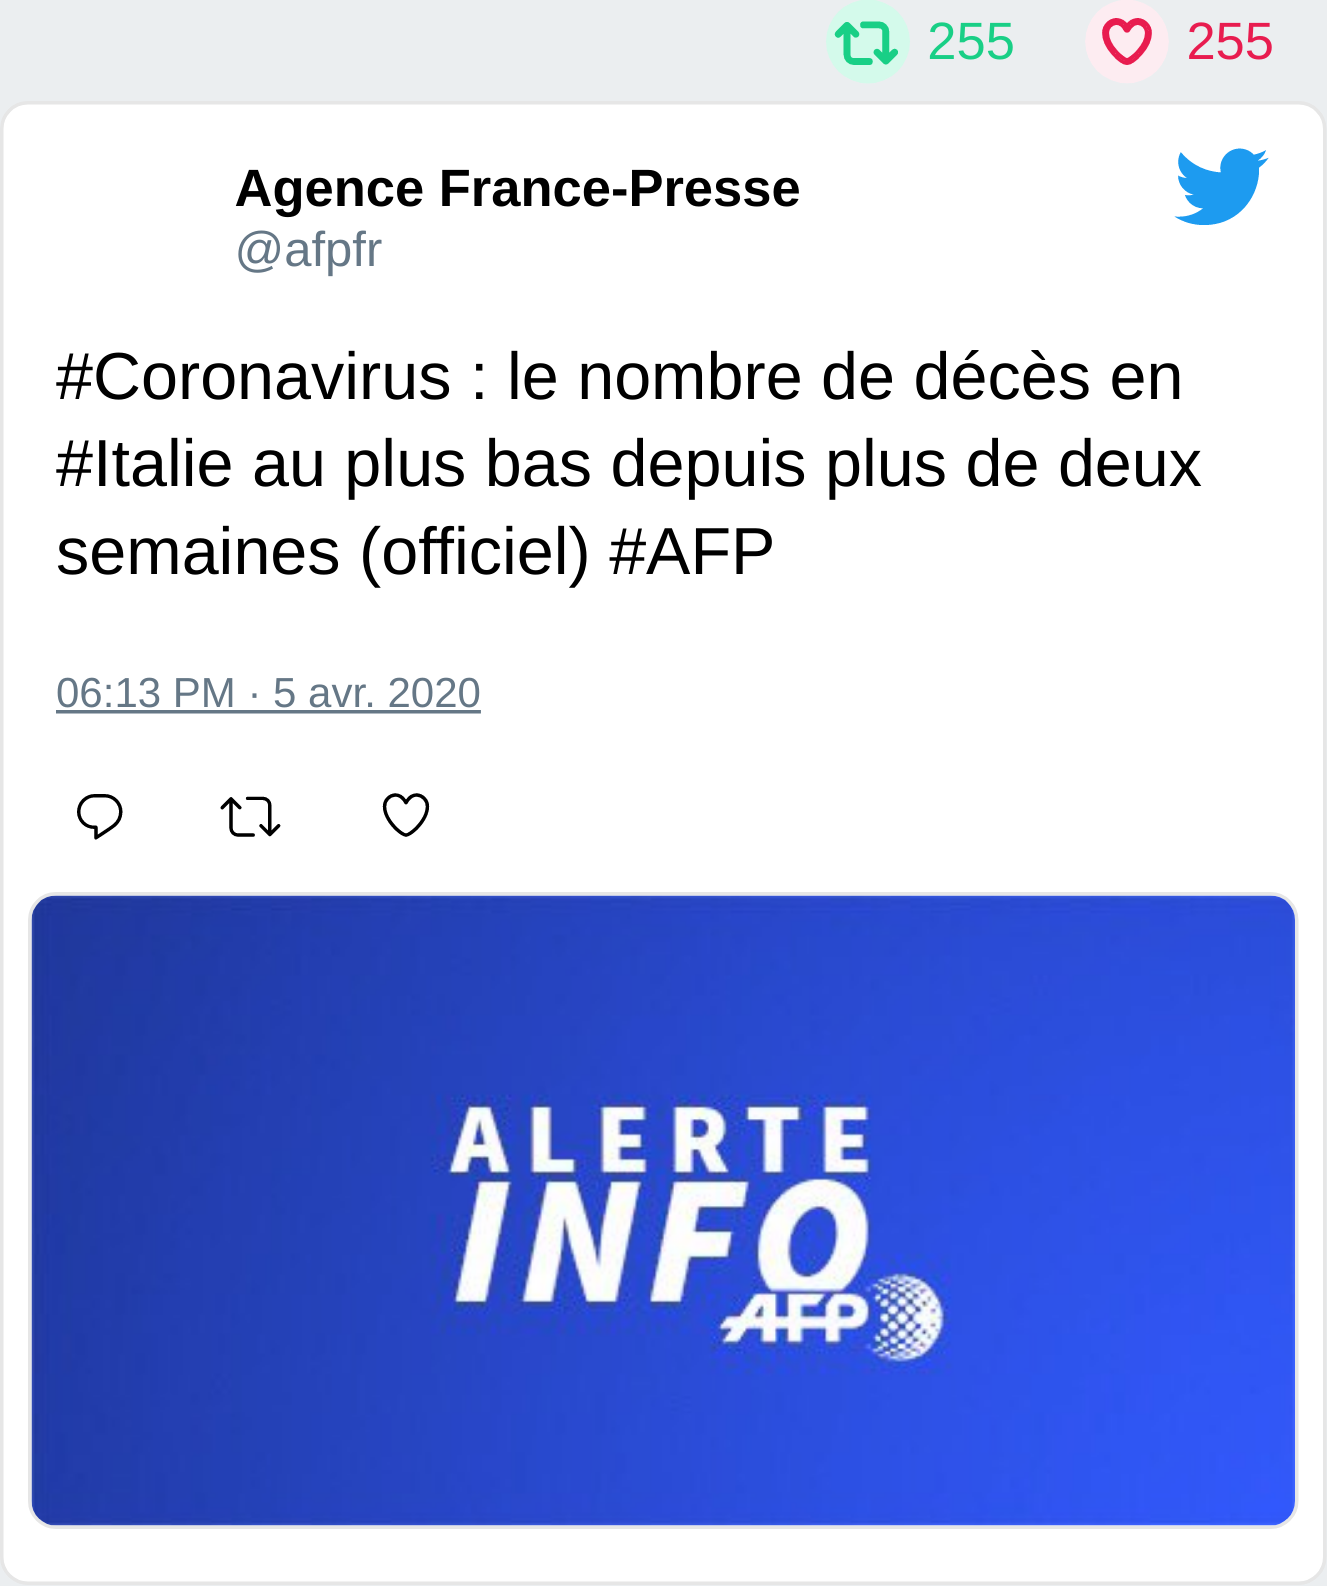 255 255
Agence France-Presse
@afpfr
#Coronavirus : le nombre de décès en
#Italie au plus bas depuis plus de deux
semaines (officiel) #AFP
06:13 PM · 5 avr. 2020
ALERTE
INFO
AFP